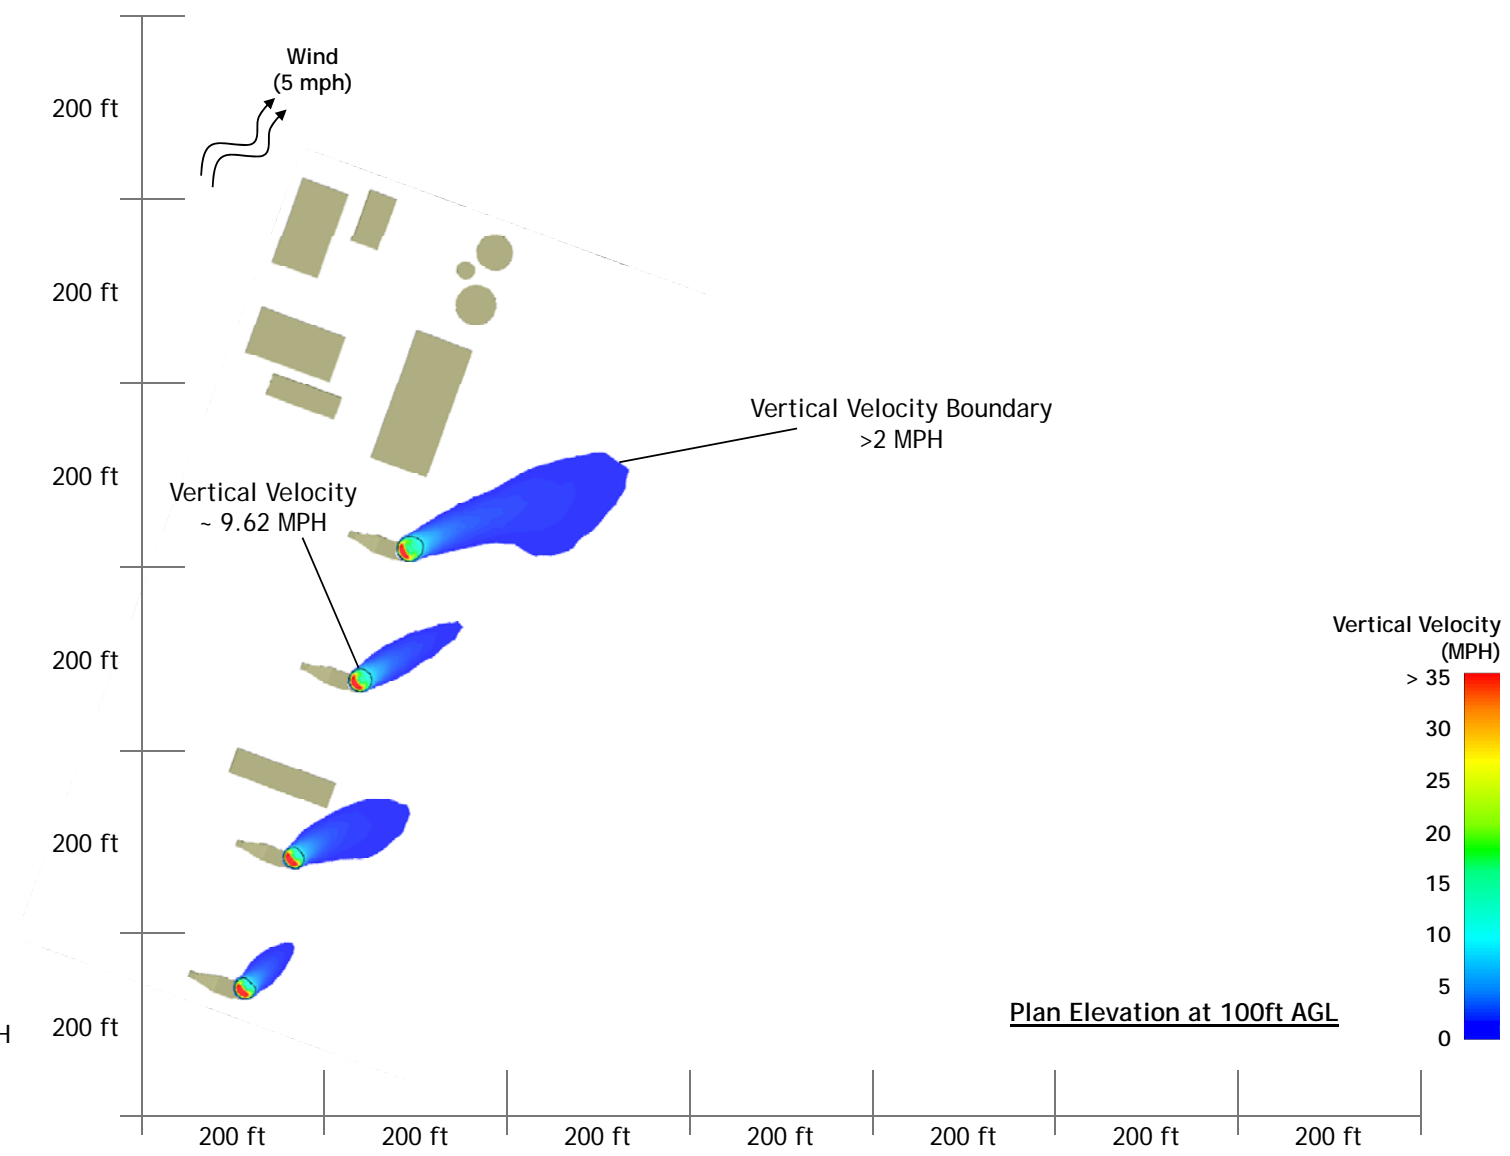 Wind
(5 mph)
200 ft
200 ft
Vertical Velocity Boundary
>2 MPH
200 ft
Vertical Velocity
~ 9.62 MPH
Vertical Velocity
(MPH)
200 ft
> 35
30
25
20
200 ft
15
10
5
Plan Elevation at 100ft AGL
200 ft
H
0
200 ft
200 ft
200 ft
200 ft
200 ft
200 ft
200 ft